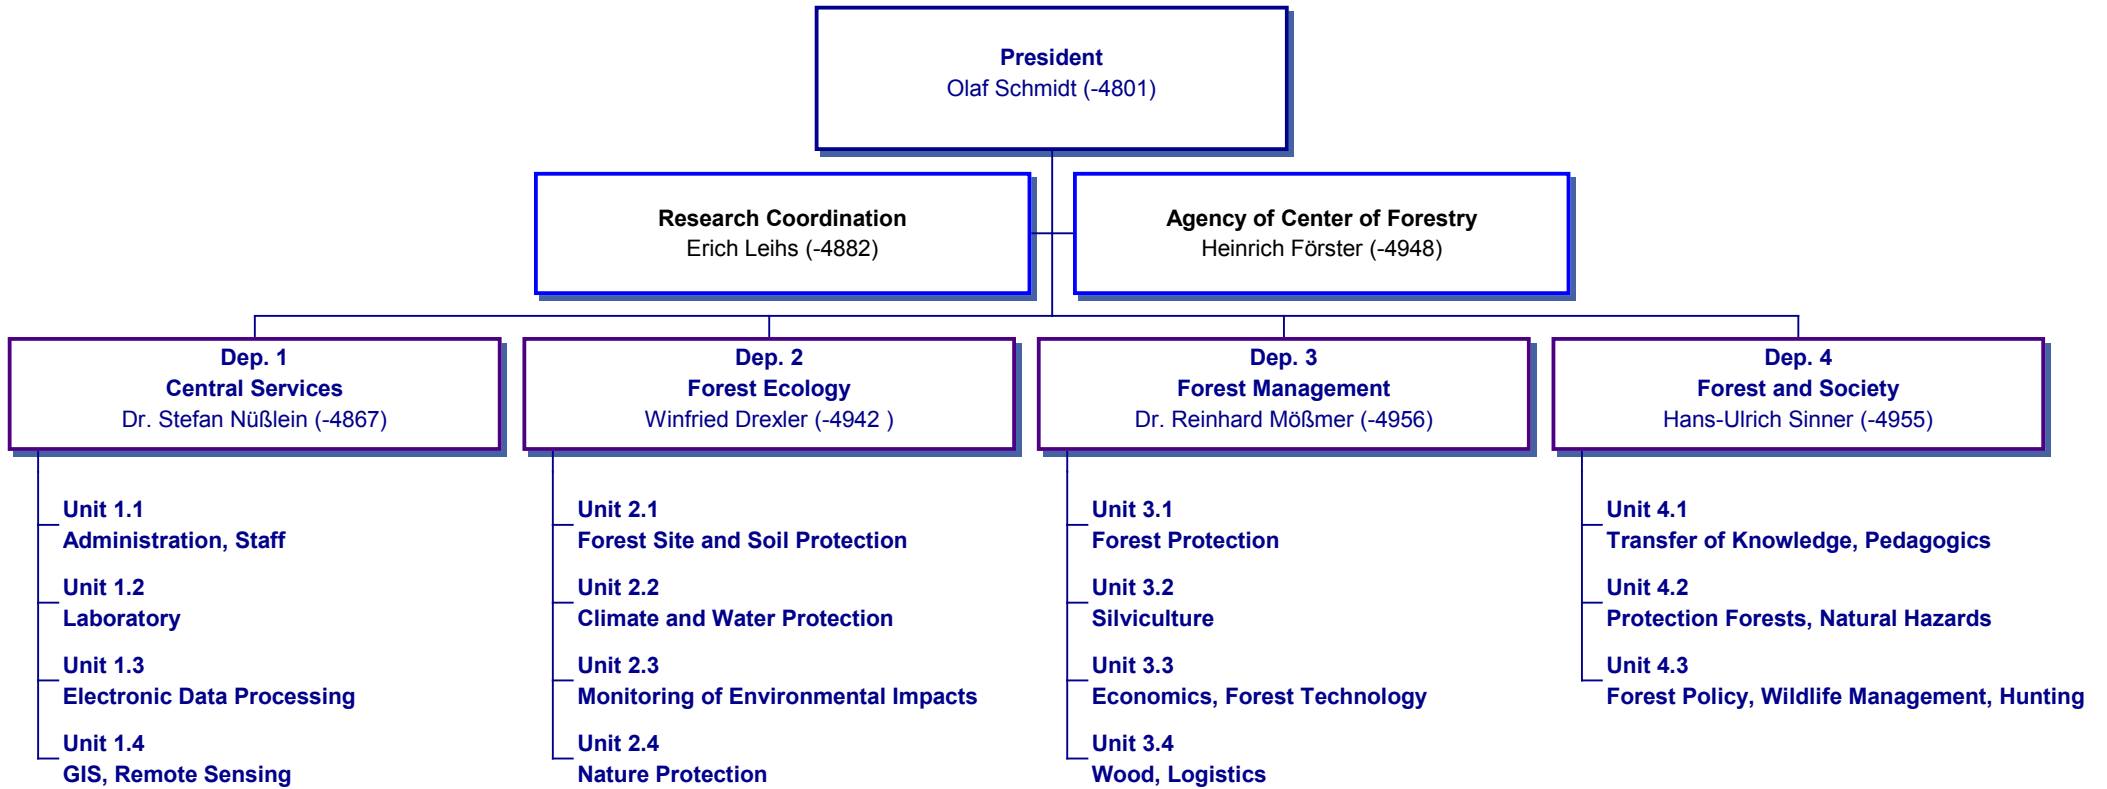 President
Olaf Schmidt (-4801)
Research Coordination
Erich Leihs (-4882)
Agency of Center of Forestry
Heinrich Förster (-4948)
Dep. 1
Central Services
Dr. Stefan Nüßlein (-4867)
Dep. 2
Forest Ecology
Winfried Drexler (-4942 )
Dep. 3
Forest Management
Dr. Reinhard Mößmer (-4956)
Dep. 4
Forest and Society
Hans-Ulrich Sinner (-4955)
Unit 1.1
Administration, Staff
Unit 1.2
Laboratory
Unit 1.3
Electronic Data Processing
Unit 1.4
GIS, Remote Sensing
Unit 2.1
Forest Site and Soil Protection
Unit 2.2
Climate and Water Protection
Unit 2.3
Monitoring of Environmental Impacts
Unit 2.4
Nature Protection
Unit 3.1
Forest Protection
Unit 3.2
Silviculture
Unit 3.3
Economics, Forest Technology
Unit 3.4
Wood, Logistics
Unit 4.1
Transfer of Knowledge, Pedagogics
Unit 4.2
Protection Forests, Natural Hazards
Unit 4.3
Forest Policy, Wildlife Management, Hunting